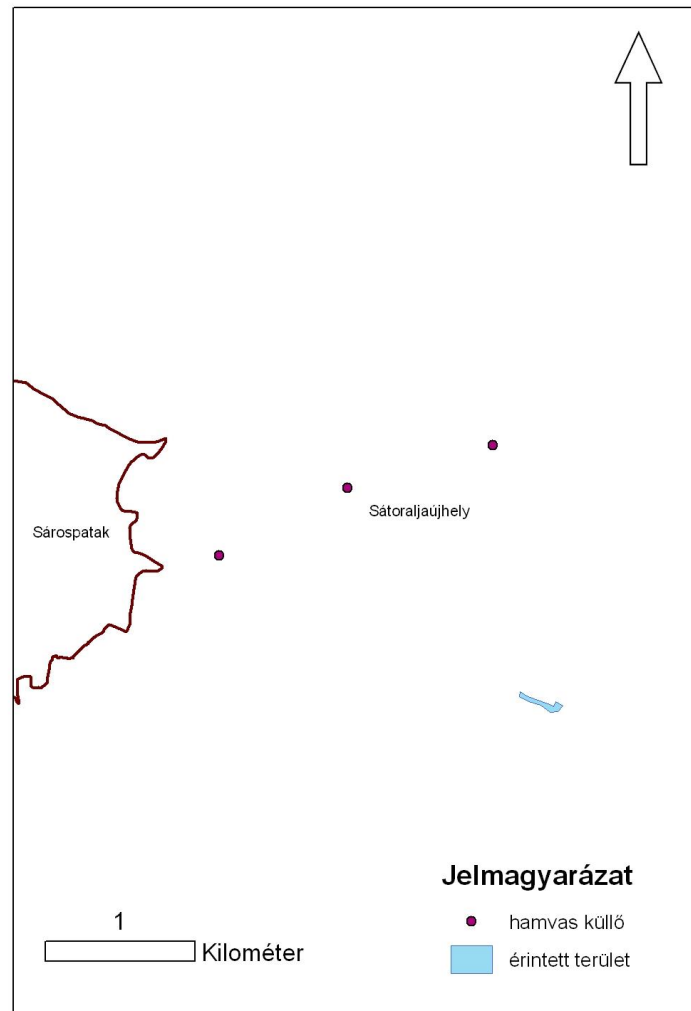 Sátoraljaújhely
Sárospatak
Jelmagyarázat
hamvas küllő
érintett terület
1
Kilométer